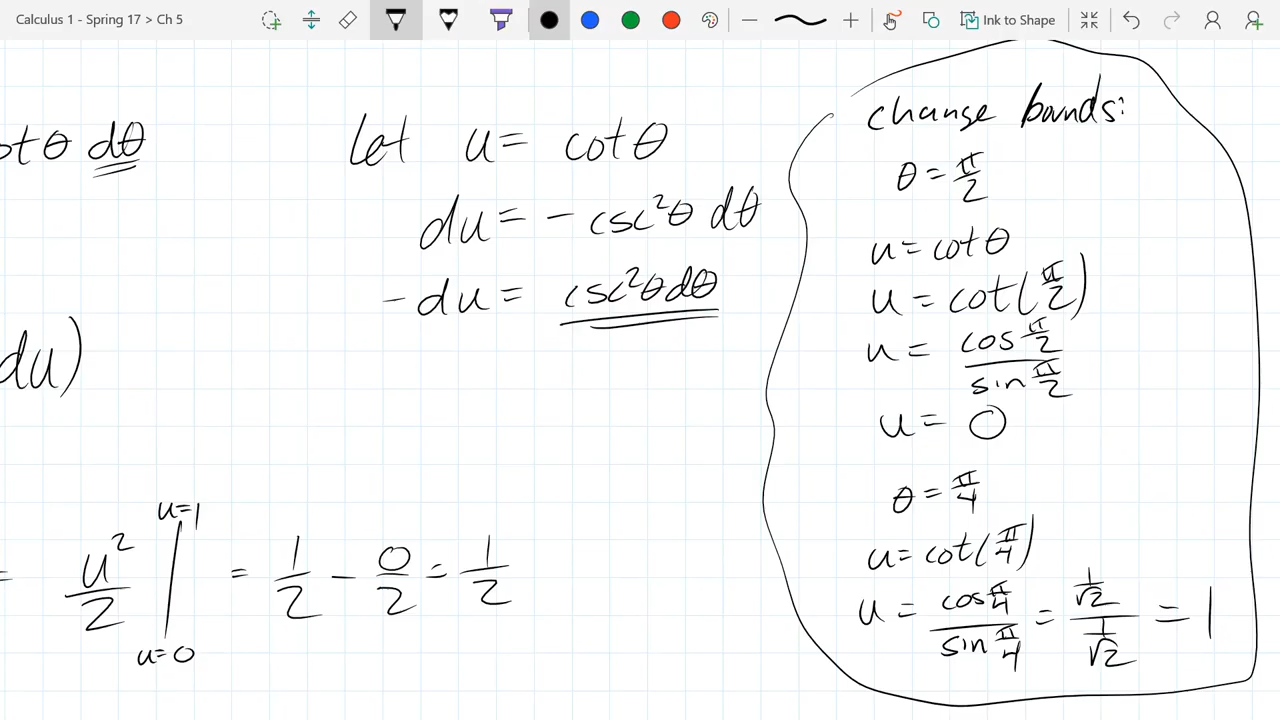 Calculus 1 - Spring 17 > Ch 5
Ink to Shape
ot θ dθ
Let u = cot θ
du = - csc²θ dθ
- du = csc²θ dθ
du)
= u²/2 | u=1 u=0 = 1/2 - 0/2 = 1/2
change bounds:
θ = π/2
u = cot θ
u = cot(π/2)
u = cos π/2 / sin π/2
u = 0
θ = π/4
u = cot(π/4)
u = cos π/4 / sin π/4 = 1/√2 / 1/√2 = 1